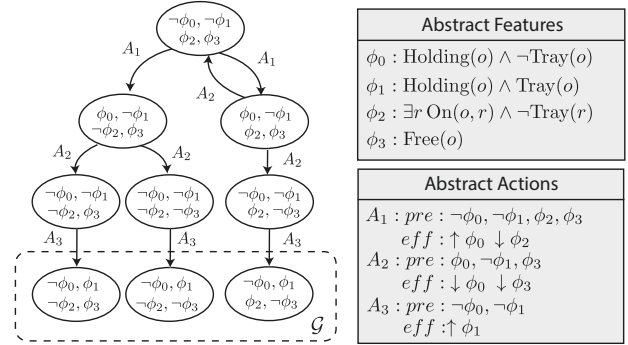 ¬ϕ₀, ¬ϕ₁
ϕ₂, ϕ₃
A₁
A₁
A₂
ϕ₀, ¬ϕ₁
¬ϕ₂, ϕ₃
ϕ₀, ¬ϕ₁
ϕ₂, ϕ₃
A₂
A₂
A₂
¬ϕ₀, ¬ϕ₁
¬ϕ₂, ϕ₃
¬ϕ₀, ¬ϕ₁
¬ϕ₂, ¬ϕ₃
¬ϕ₀, ¬ϕ₁
ϕ₂, ¬ϕ₃
A₃
A₃
A₃
¬ϕ₀, ϕ₁
¬ϕ₂, ϕ₃
¬ϕ₀, ϕ₁
¬ϕ₂, ¬ϕ₃
¬ϕ₀, ϕ₁
ϕ₂, ¬ϕ₃
𝒢
Abstract Features
ϕ₀ : Holding(o) ∧ ¬Tray(o)
ϕ₁ : Holding(o) ∧ Tray(o)
ϕ₂ : ∃r On(o, r) ∧ ¬Tray(r)
ϕ₃ : Free(o)
Abstract Actions
A₁ : pre : ¬ϕ₀, ¬ϕ₁, ϕ₂, ϕ₃
eff : ↑ ϕ₀ ↓ ϕ₂
A₂ : pre : ϕ₀, ¬ϕ₁, ϕ₃
eff : ↓ ϕ₀ ↓ ϕ₃
A₃ : pre : ¬ϕ₀, ¬ϕ₁
eff :↑ ϕ₁